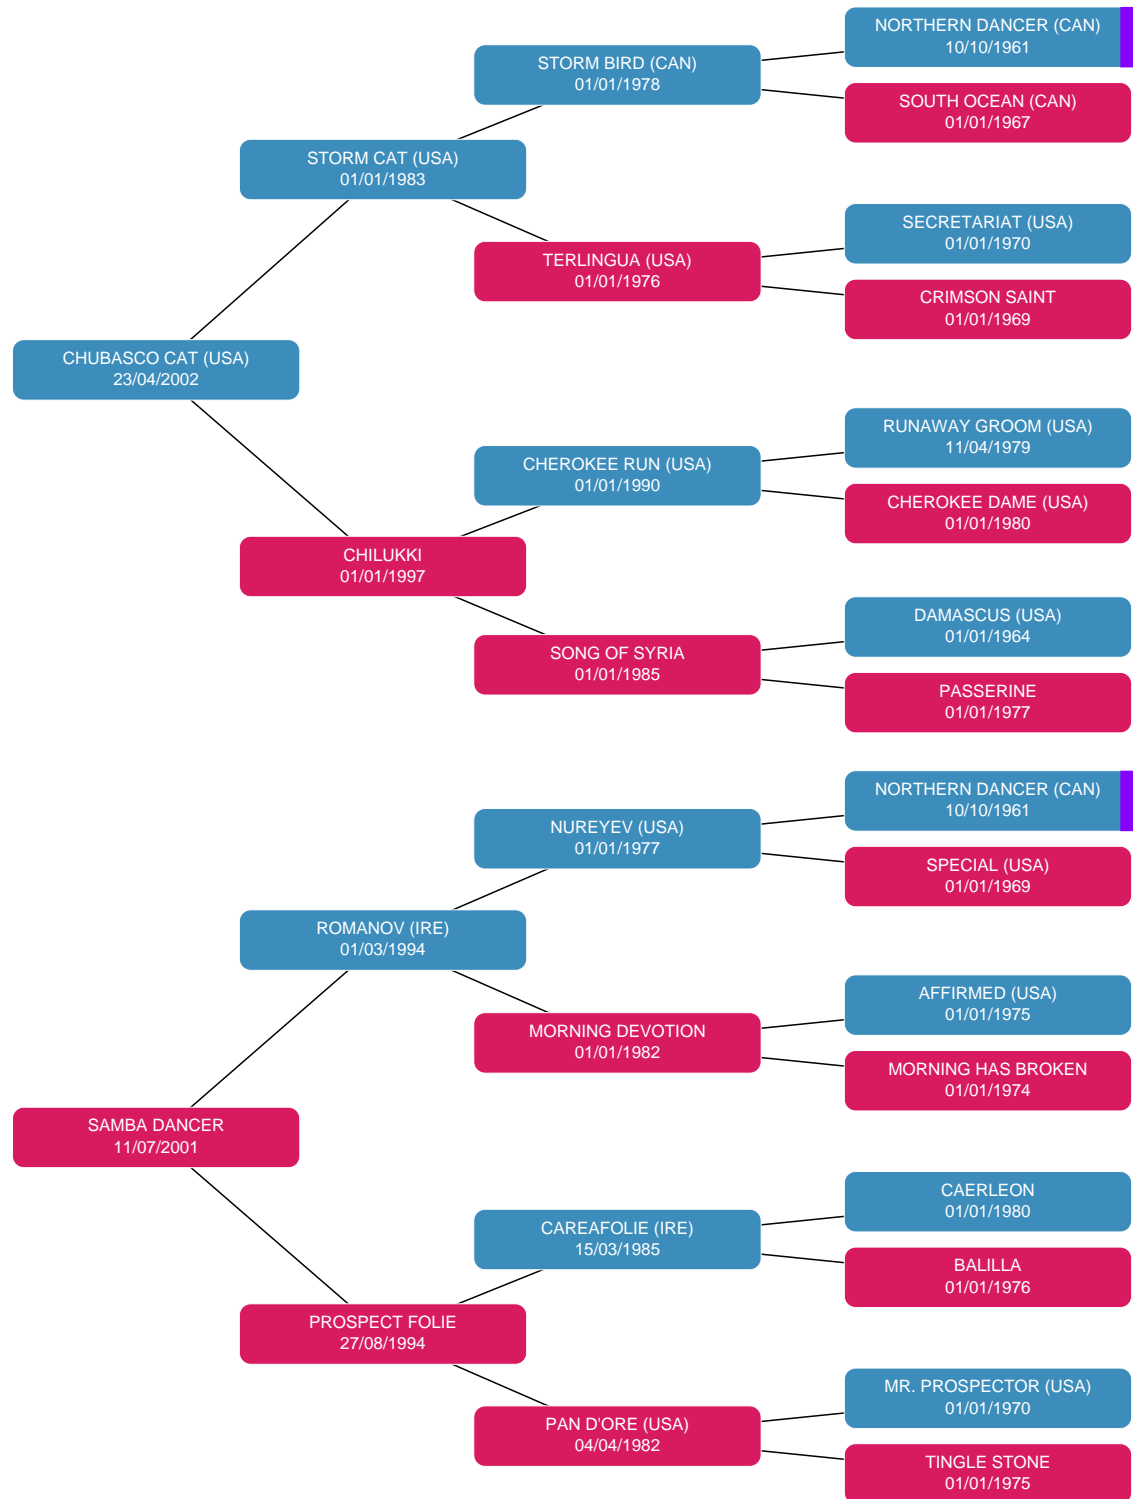 NORTHERN DANCER (CAN)
10/10/1961
STORM BIRD (CAN)
01/01/1978
SOUTH OCEAN (CAN)
01/01/1967
STORM CAT (USA)
01/01/1983
SECRETARIAT (USA)
01/01/1970
TERLINGUA (USA)
01/01/1976
CRIMSON SAINT
01/01/1969
CHUBASCO CAT (USA)
23/04/2002
RUNAWAY GROOM (USA)
11/04/1979
CHEROKEE RUN (USA)
01/01/1990
CHEROKEE DAME (USA)
01/01/1980
CHILUKKI
01/01/1997
DAMASCUS (USA)
01/01/1964
SONG OF SYRIA
01/01/1985
PASSERINE
01/01/1977
NORTHERN DANCER (CAN)
10/10/1961
NUREYEV (USA)
01/01/1977
SPECIAL (USA)
01/01/1969
ROMANOV (IRE)
01/03/1994
AFFIRMED (USA)
01/01/1975
MORNING DEVOTION
01/01/1982
MORNING HAS BROKEN
01/01/1974
SAMBA DANCER
11/07/2001
CAERLEON
01/01/1980
CAREAFOLIE (IRE)
15/03/1985
BALILLA
01/01/1976
PROSPECT FOLIE
27/08/1994
MR. PROSPECTOR (USA)
01/01/1970
PAN D'ORE (USA)
04/04/1982
TINGLE STONE
01/01/1975